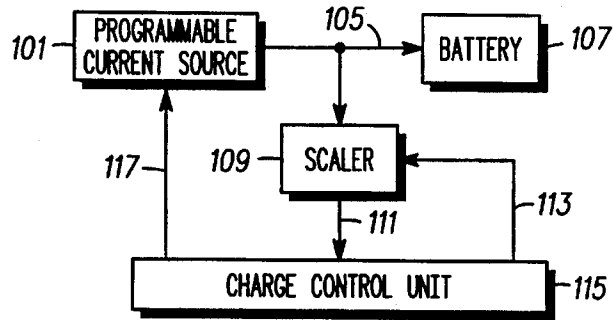 101
PROGRAMMABLE
CURRENT SOURCE
105
BATTERY
107
109
SCALER
117
111
113
CHARGE CONTROL UNIT
115